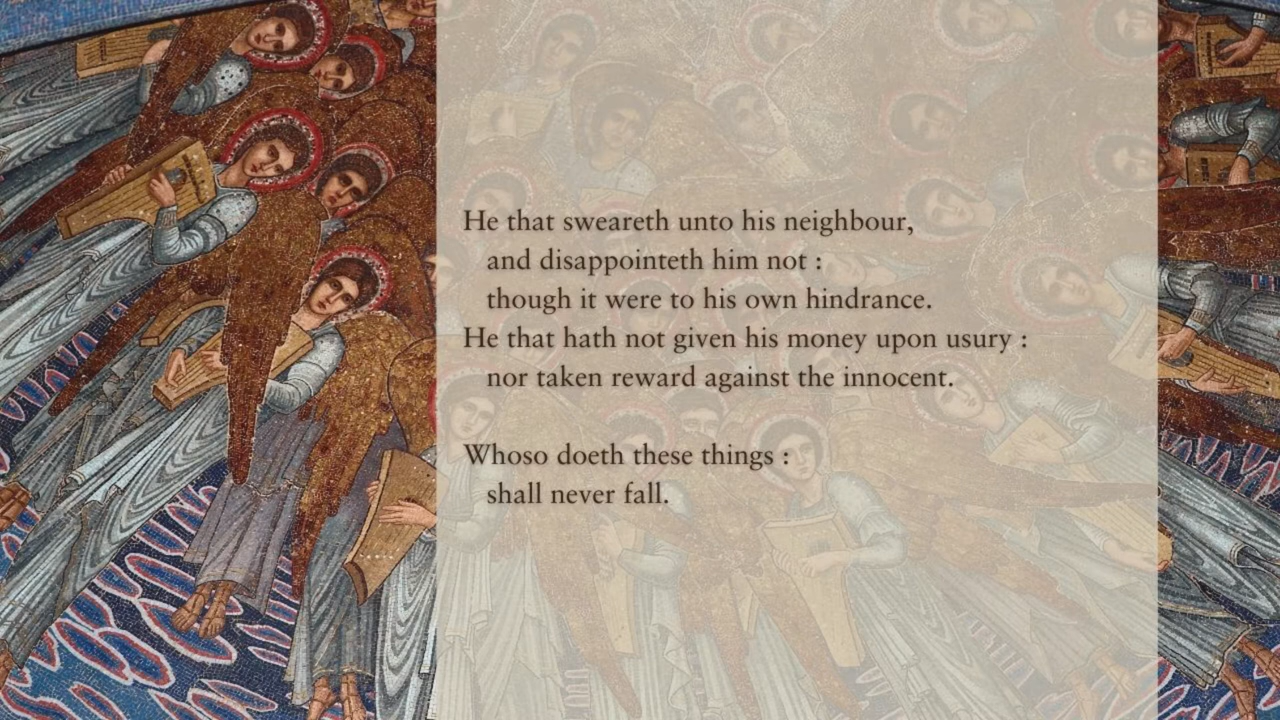 He that sweareth unto his neighbour,
and disappointeth him not :
though it were to his own hindrance.
He that hath not given his money upon usury :
nor taken reward against the innocent.
Whoso doeth these things :
shall never fall.